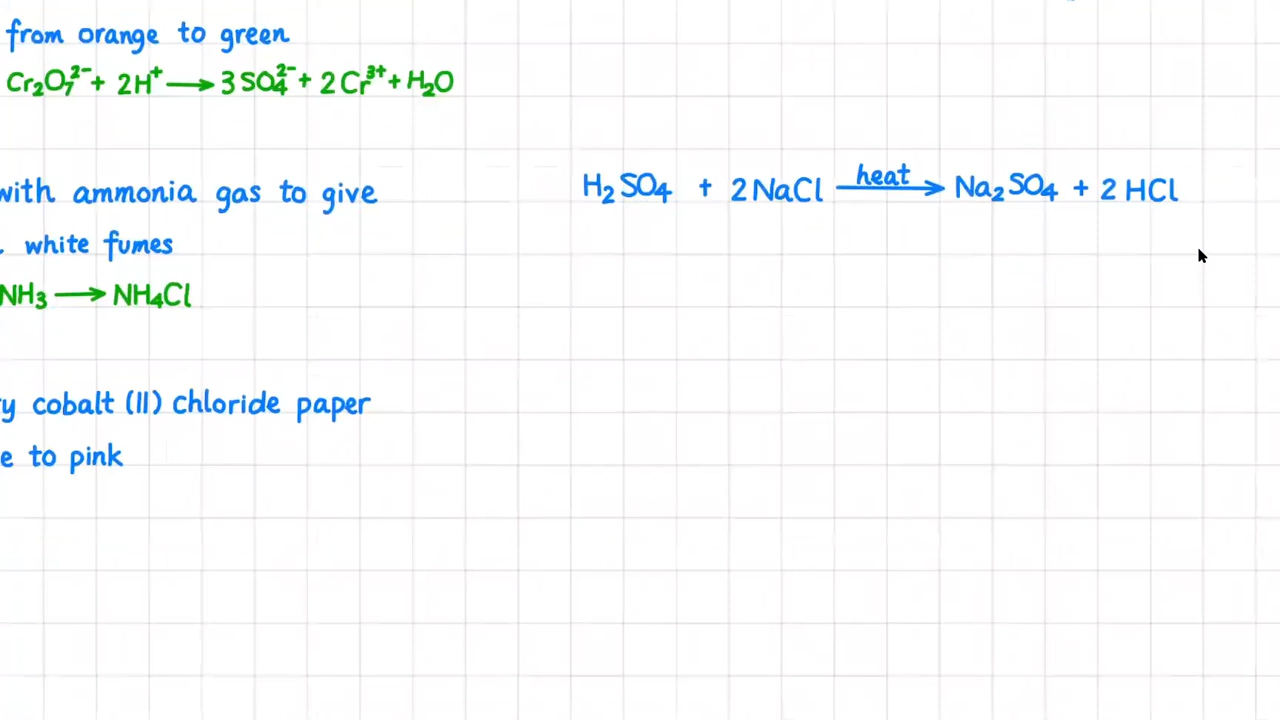 from orange to green
Cr₂O₇²⁻ + 2H⁺ ⟶ 3SO₄²⁻ + 2Cr³⁺ + H₂O
with ammonia gas to give
white fumes
NH₃ ⟶ NH₄Cl
cobalt (II) chloride paper
to pink
H₂SO₄ + 2NaCl heat⟶ Na₂SO₄ + 2HCl